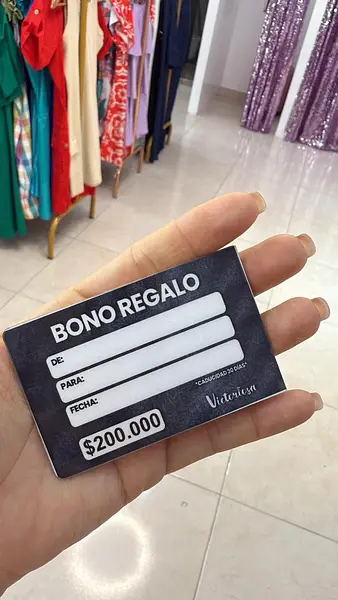 BONO REGALO
DE:
PARA:
FECHA:
*CADUCIDAD 30 DÍAS*
$200.000
Victoriosa